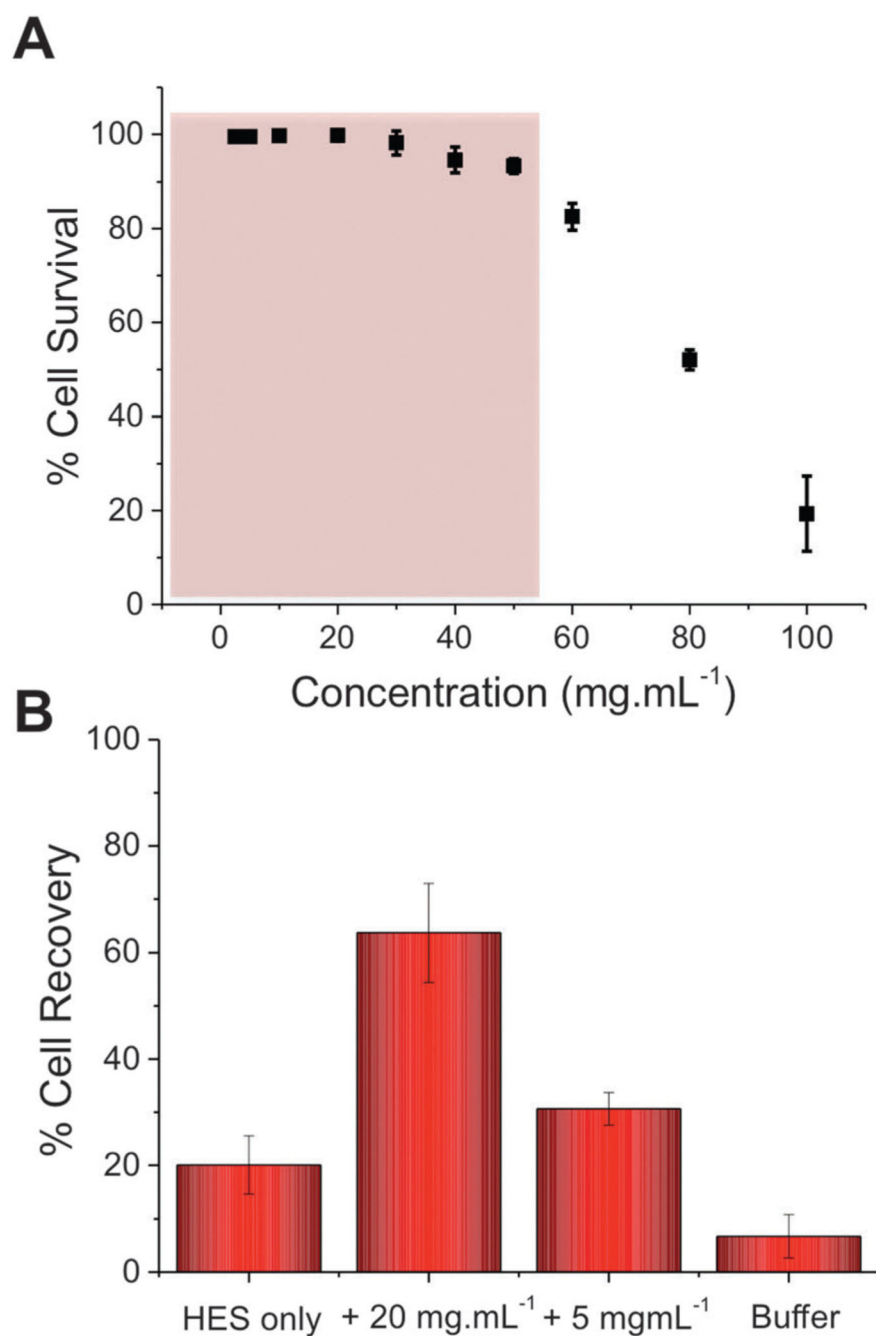 A
100
80
60
40
20
0
% Cell Survival
0 20 40 60 80 100
Concentration (mg.mL⁻¹)
B
100
80
60
40
20
0
% Cell Recovery
HES only + 20 mg.mL⁻¹ + 5 mgmL⁻¹ Buffer